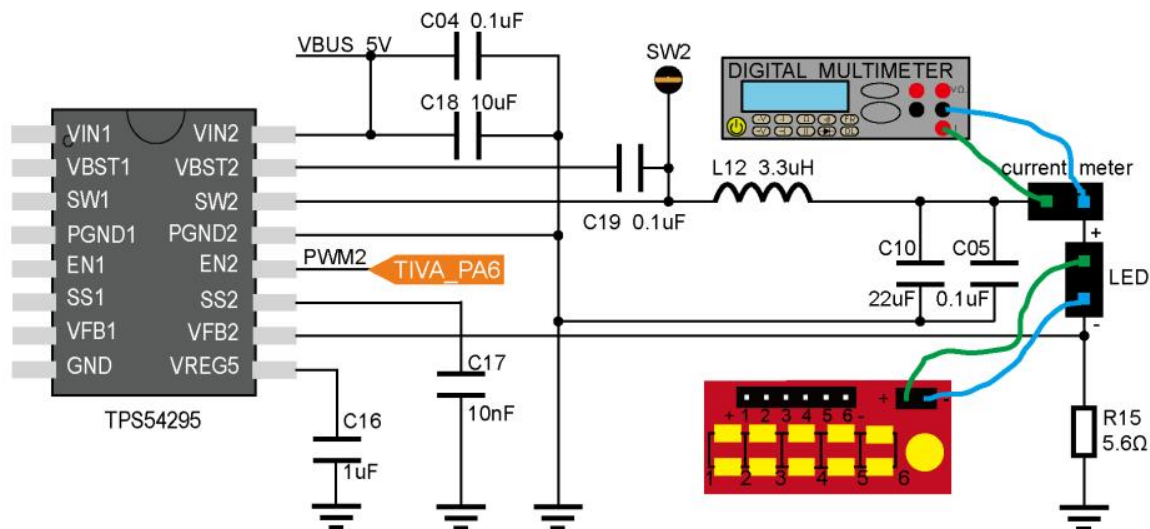 C04 0.1uF
VBUS 5V
SW2
DIGITAL MULTIMETER
C18 10uF
VΩ
I
VIN1 VIN2
VBST1 VBST2
SW1 SW2
PGND1 PGND2
EN1 EN2
SS1 SS2
VFB1 VFB2
GND VREG5
TPS54295
L12 3.3uH
current meter
C19 0.1uF
PWM2
TIVA_PA6
C10 C05
22uF 0.1uF
+
LED
-
C17
10nF
C16
1uF
+ -
1 2 3 4 5 6
+ -
1 2 3 4 5 6
R15
5.6Ω